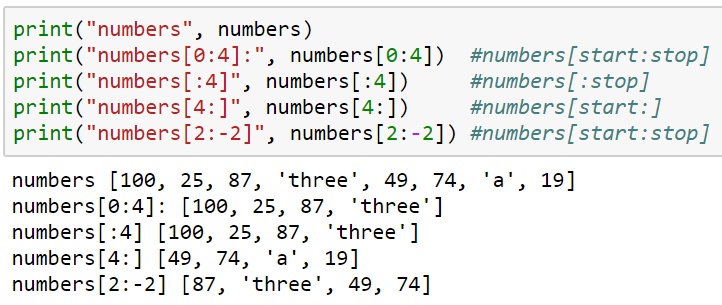 print("numbers", numbers)
print("numbers[0:4]:", numbers[0:4])  #numbers[start:stop]
print("numbers[:4]", numbers[:4])     #numbers[:stop]
print("numbers[4:]", numbers[4:])     #numbers[start:]
print("numbers[2:-2]", numbers[2:-2]) #numbers[start:stop]
numbers [100, 25, 87, 'three', 49, 74, 'a', 19]
numbers[0:4]: [100, 25, 87, 'three']
numbers[:4] [100, 25, 87, 'three']
numbers[4:] [49, 74, 'a', 19]
numbers[2:-2] [87, 'three', 49, 74]